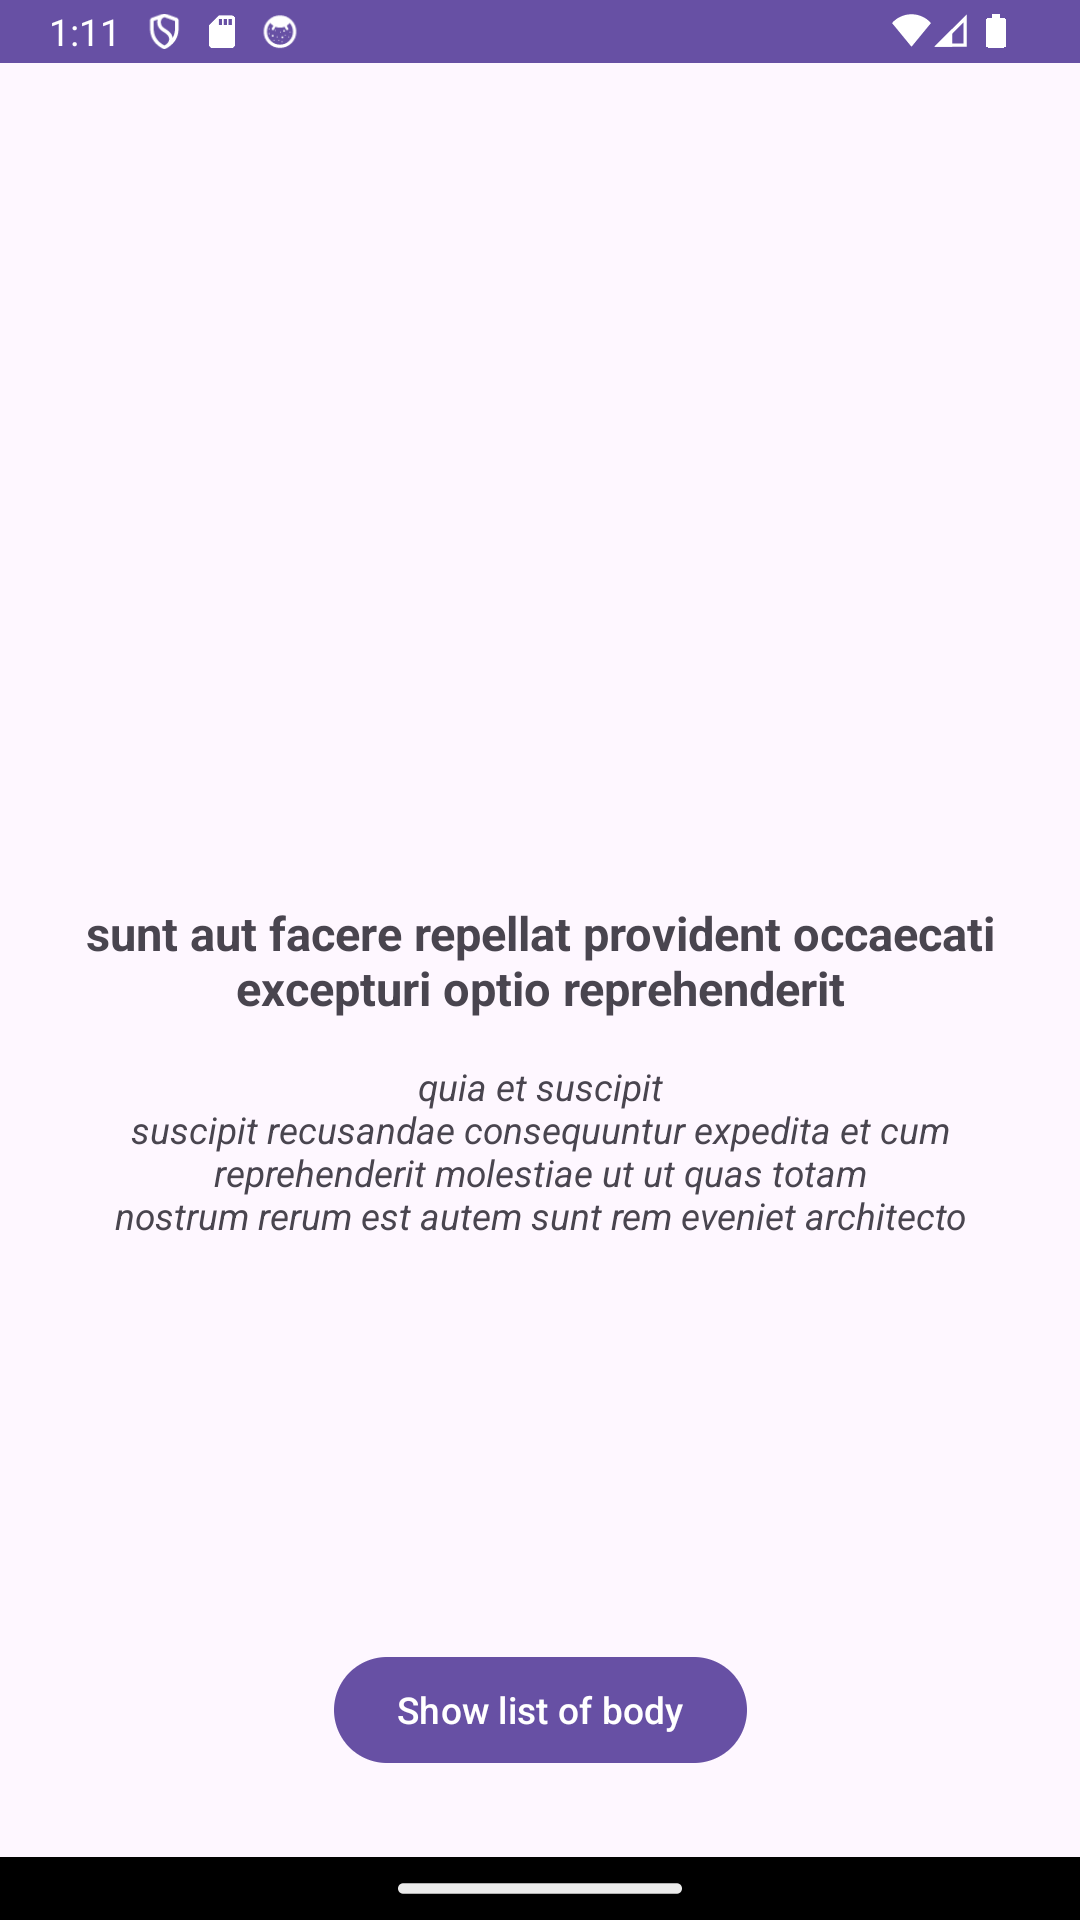 1:11
sunt aut facere repellat provident occaecati
excepturi optio reprehenderit
quia et suscipit
suscipit recusandae consequuntur expedita et cum
reprehenderit molestiae ut ut quas totam
nostrum rerum est autem sunt rem eveniet architecto
Show list of body